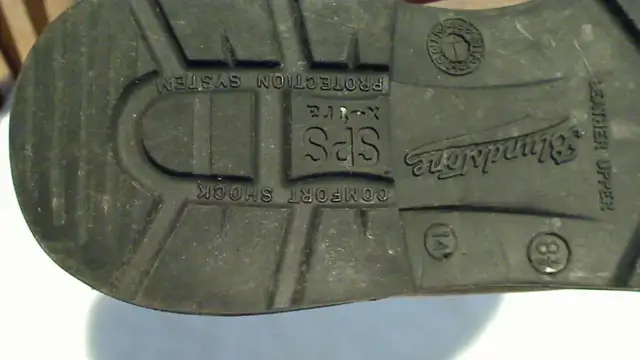 COMFORT SHOCK
SPS
PROTECTION SYSTEM
Blundstone
LEATHER UPPER
14
8½